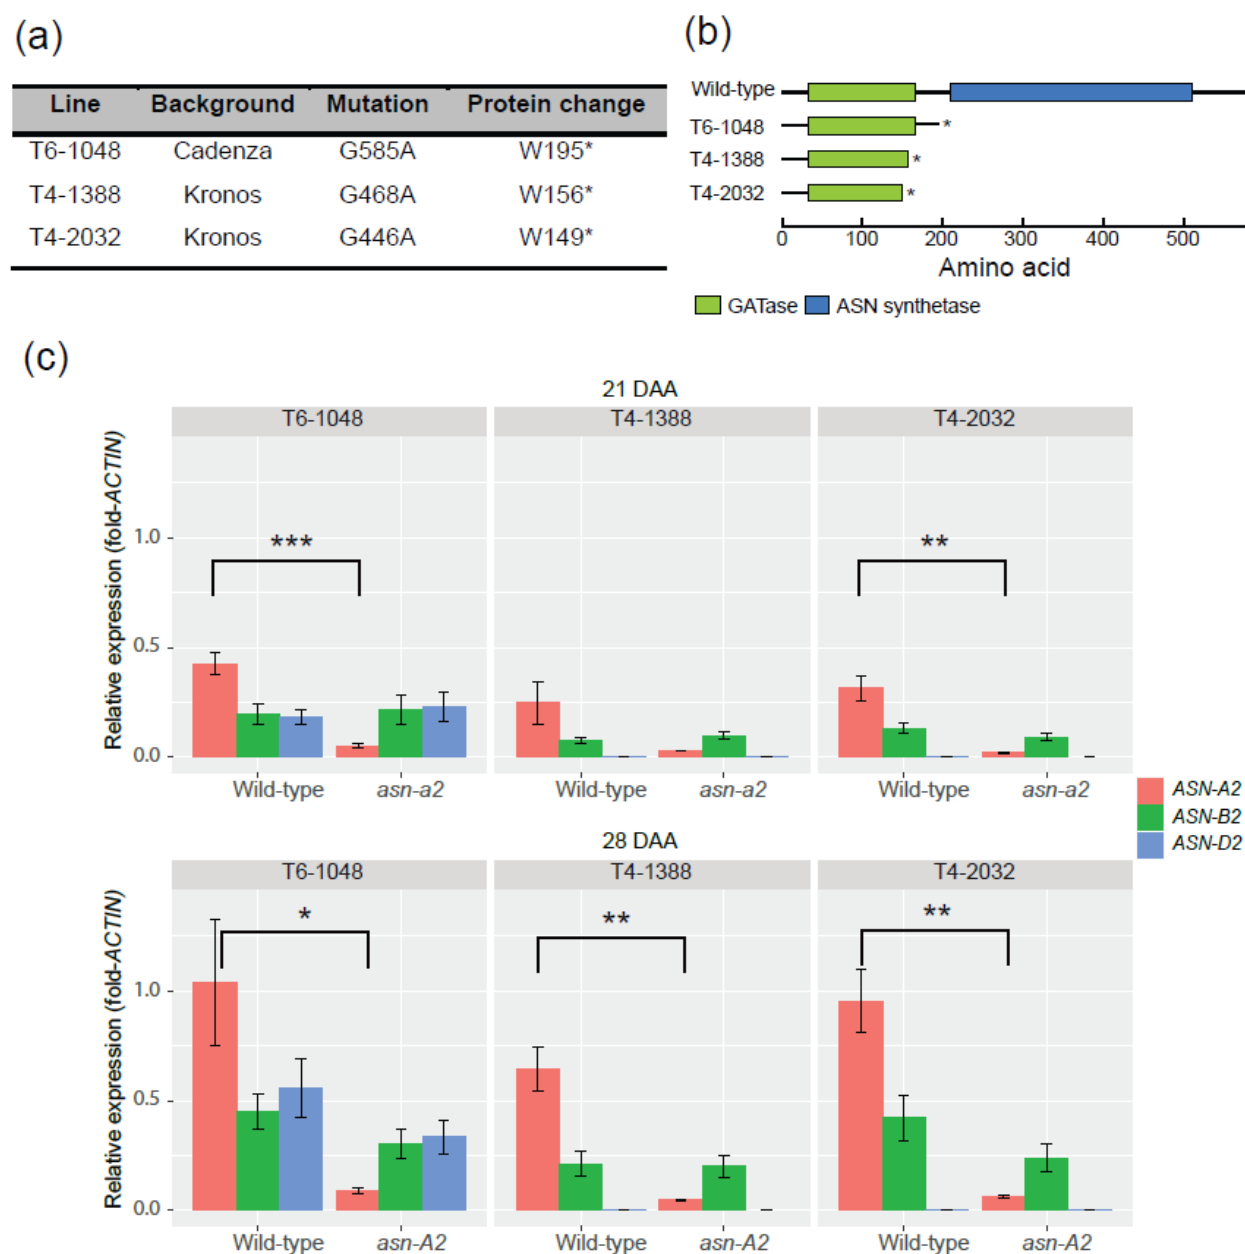 (a)
Line Background Mutation Protein change
T6-1048 Cadenza G585A W195*
T4-1388 Kronos G468A W156*
T4-2032 Kronos G446A W149*
(b)
Wild-type
T6-1048 *
T4-1388 *
T4-2032 *
0 100 200 300 400 500
Amino acid
GATase ASN synthetase
(c)
21 DAA
T6-1048 T4-1388 T4-2032
Relative expression (fold-ACTIN)
1.0
0.5
0.0
*** **
Wild-type asn-a2 Wild-type asn-a2 Wild-type asn-a2
ASN-A2
ASN-B2
ASN-D2
28 DAA
T6-1048 T4-1388 T4-2032
Relative expression (fold-ACTIN)
1.0
0.5
0.0
* ** **
Wild-type asn-A2 Wild-type asn-A2 Wild-type asn-A2